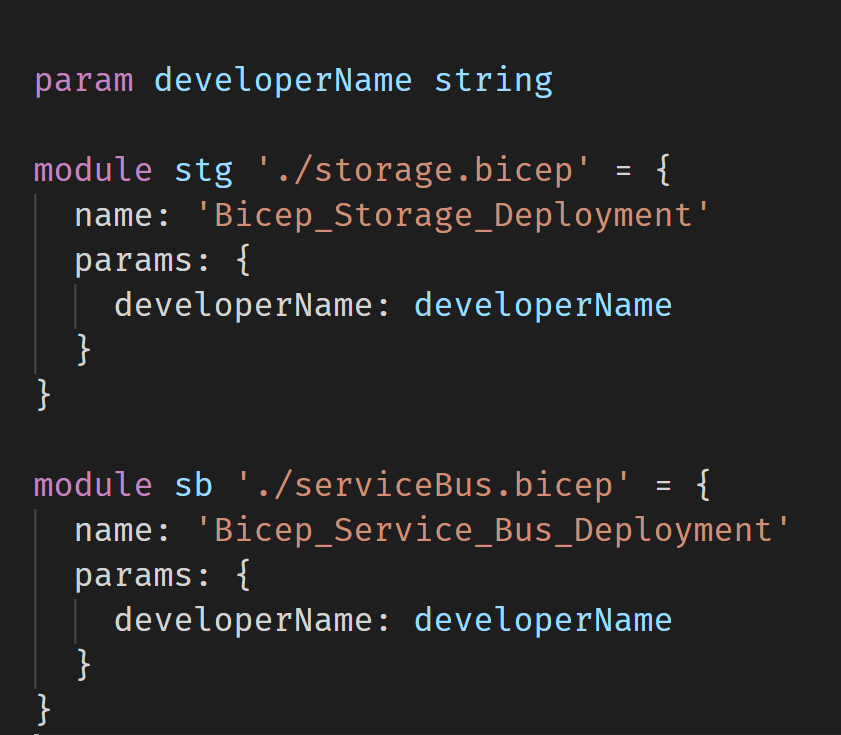 param developerName string
module stg './storage.bicep' = {
name: 'Bicep_Storage_Deployment'
params: {
developerName: developerName
}
}
module sb './serviceBus.bicep' = {
name: 'Bicep_Service_Bus_Deployment'
params: {
developerName: developerName
}
}